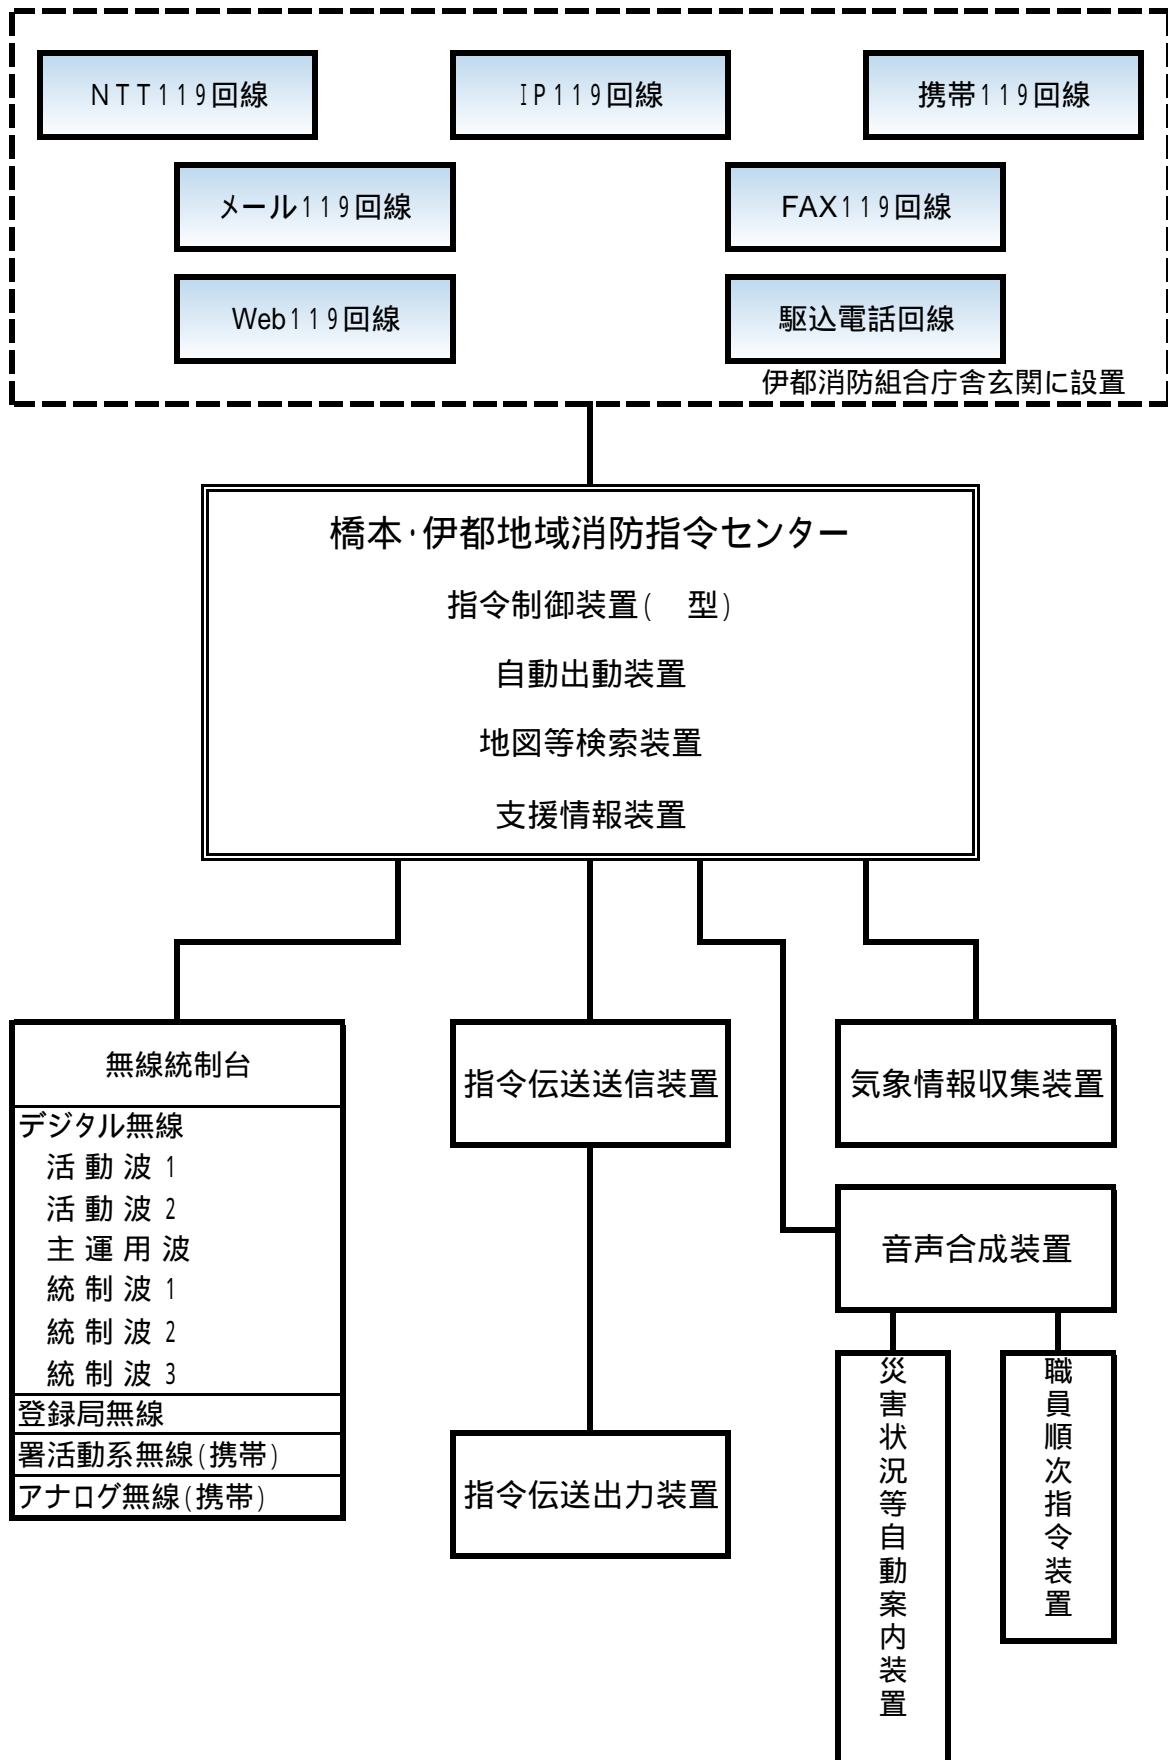 NTT119回線
IP119回線
携帯119回線
メール119回線
FAX119回線
Web119回線
駆込電話回線
伊都消防組合庁舎玄関に設置
橋本·伊都地域消防指令センター
指令制御装置(　型)
自動出動装置
地図等検索装置
支援情報装置
無線統制台
デジタル無線
活動波1
活動波2
主運用波
統制波1
統制波2
統制波3
登録局無線
署活動系無線(携帯)
アナログ無線(携帯)
指令伝送送信装置
指令伝送出力装置
気象情報収集装置
音声合成装置
災害状況等自動案内装置
職員順次指令装置